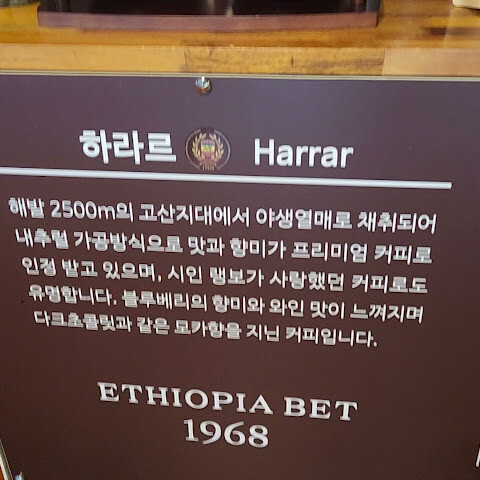 하라르 Harrar
해발 2500m의 고산지대에서 야생열매로 채취되어
내추럴 가공방식으로 맛과 향미가 프리미엄 커피로
인정 받고 있으며, 시인 랭보가 사랑했던 커피로도
유명합니다. 블루베리의 향미와 와인 맛이 느껴지며
다크초콜릿과 같은 모카향을 지닌 커피입니다.
ETHIOPIA BET
1968